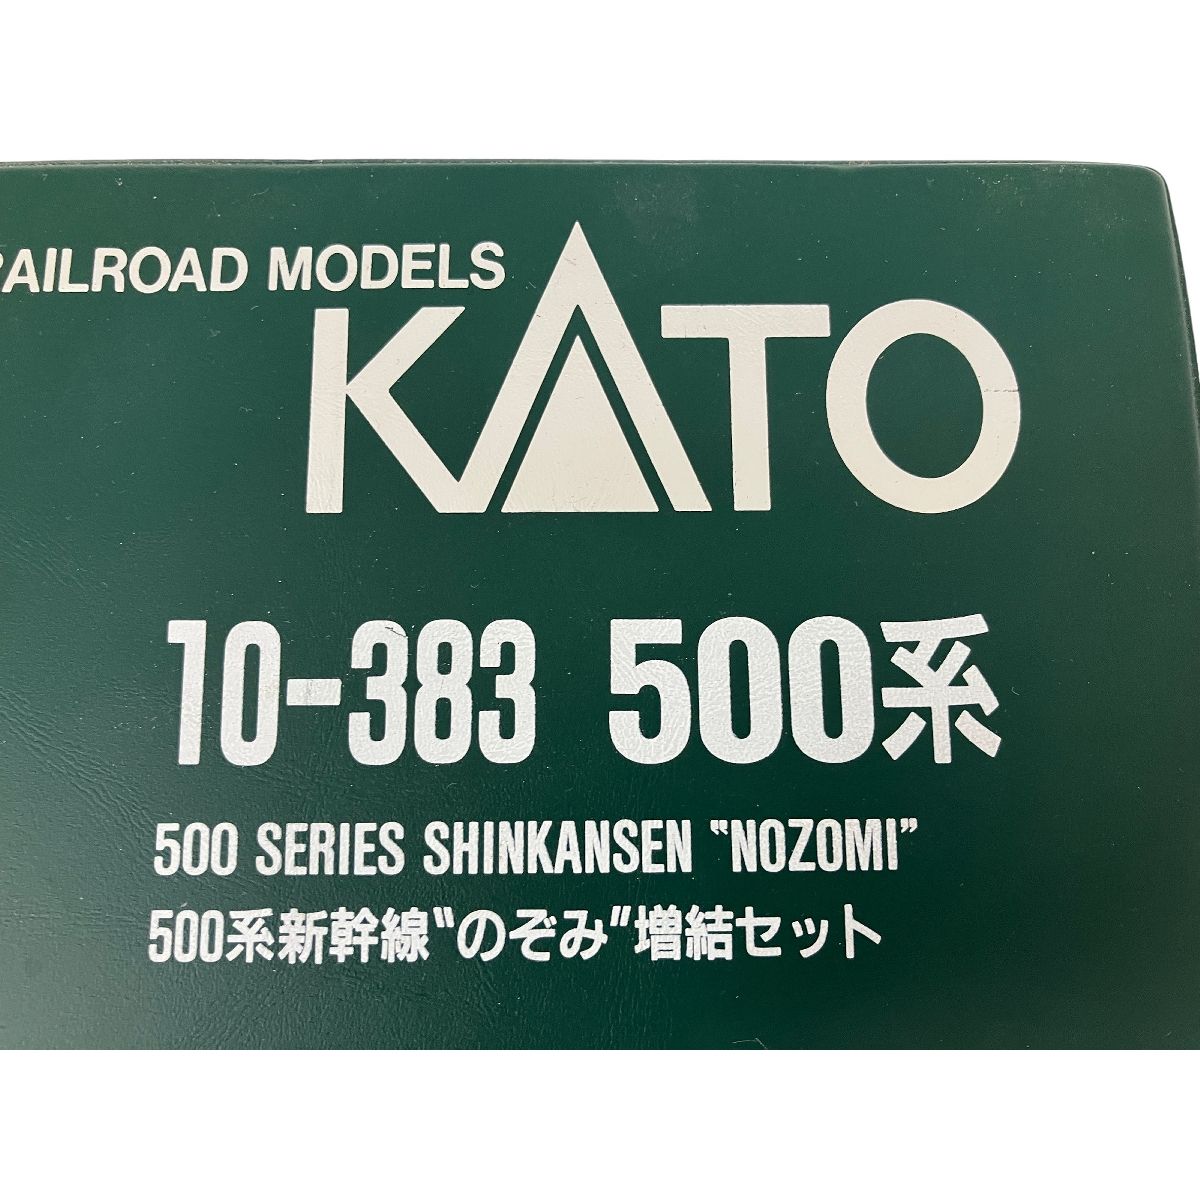 RAILROAD MODELS
KATO
10-383 500系
500 SERIES SHINKANSEN "NOZOMI"
500系新幹線"のぞみ"増結セット